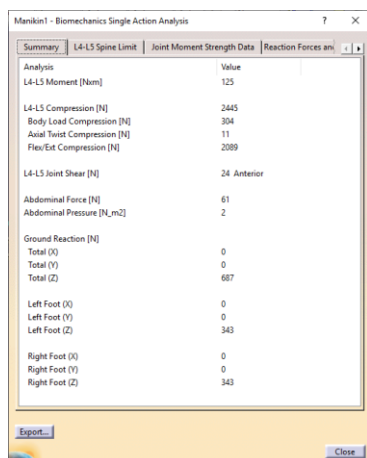 Manikin1 - Biomechanics Single Action Analysis ? ×
Summary L4-L5 Spine Limit Joint Moment Strength Data Reaction Forces an
Analysis Value
L4-L5 Moment [Nxm] 125
L4-L5 Compression [N] 2445
Body Load Compression [N] 304
Axial Twist Compression [N] 11
Flex/Ext Compression [N] 2089
L4-L5 Joint Shear [N] 24 Anterior
Abdominal Force [N] 61
Abdominal Pressure [N_m2] 2
Ground Reaction [N]
Total (X) 0
Total (Y) 0
Total (Z) 687
Left Foot (X) 0
Left Foot (Y) 0
Left Foot (Z) 343
Right Foot (X) 0
Right Foot (Y) 0
Right Foot (Z) 343
Export...
Close